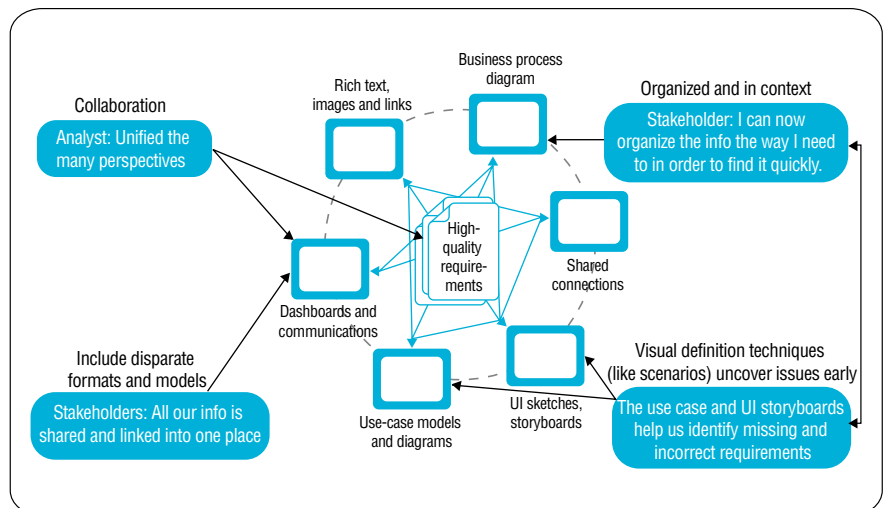 Business process
diagram
Rich text,
images and links
Organized and in context
Stakeholder: I can now
organize the info the way I need
to in order to find it quickly.
Collaboration
Analyst: Unified the
many perspectives
High-
quality
require-
ments
Shared
connections
Dashboards and
communications
Include disparate
formats and models
Stakeholders: All our info is
shared and linked into one place
Use-case models
and diagrams
UI sketches,
storyboards
Visual definition techniques
(like scenarios) uncover issues early
The use case and UI storyboards
help us identify missing and
incorrect requirements